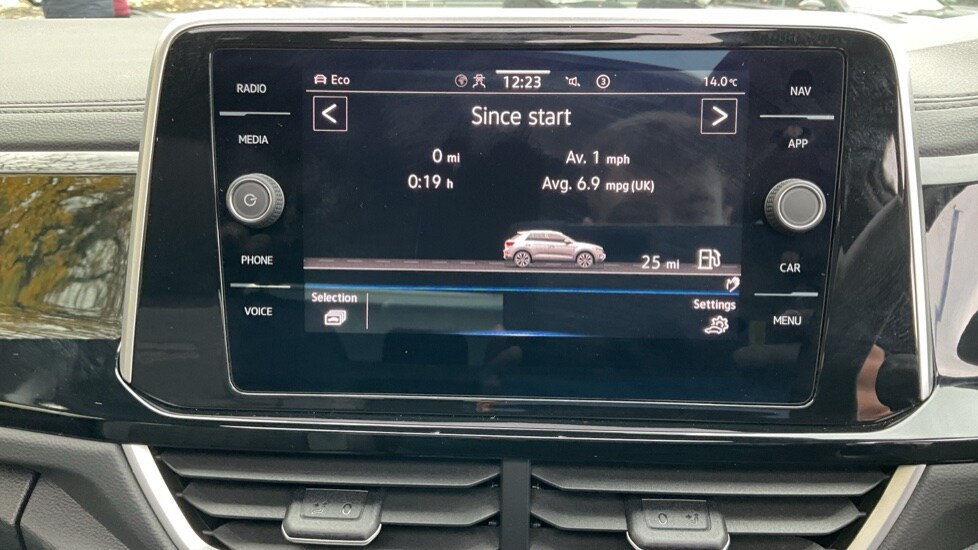 RADIO
MEDIA
PHONE
VOICE
Eco
12:23
3
14.0°C
Since start
0 mi
Av. 1 mph
0:19 h
Avg. 6.9 mpg (UK)
25 mi
Selection
Settings
NAV
APP
CAR
MENU